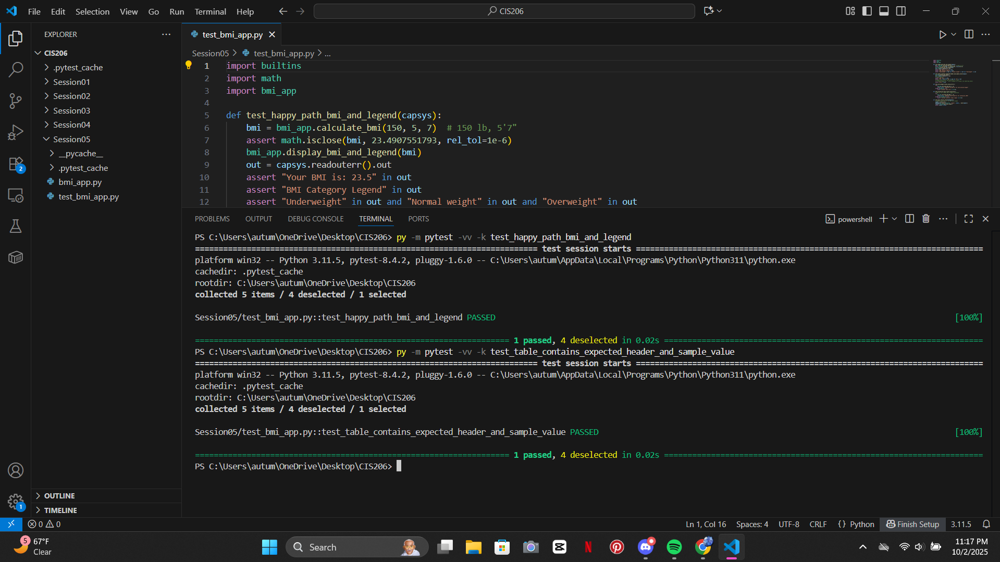 File Edit Selection View Go Run Terminal Help
CIS206
EXPLORER
CIS206
.pytest_cache
Session01
Session02
Session03
Session04
Session05
__pycache__
.pytest_cache
bmi_app.py
test_bmi_app.py
OUTLINE
TIMELINE
2
1
test_bmi_app.py
Session05 > test_bmi_app.py > ...
1 import builtins
2 import math
3 import bmi_app
4
5 def test_happy_path_bmi_and_legend(capsys):
6 bmi = bmi_app.calculate_bmi(150, 5, 7) # 150 lb, 5'7"
7 assert math.isclose(bmi, 23.4907551793, rel_tol=1e-6)
8 bmi_app.display_bmi_and_legend(bmi)
9 out = capsys.readouterr().out
10 assert "Your BMI is: 23.5" in out
11 assert "BMI Category Legend" in out
12 assert "Underweight" in out and "Normal weight" in out and "Overweight" in out
PROBLEMS OUTPUT DEBUG CONSOLE TERMINAL PORTS
powershell
PS C:\Users\autum\OneDrive\Desktop\CIS206> py -m pytest -vv -k test_happy_path_bmi_and_legend
========================================================================= test session starts ==========================================================================
platform win32 -- Python 3.11.5, pytest-8.4.2, pluggy-1.6.0 -- C:\Users\autum\AppData\Local\Programs\Python\Python311\python.exe
cachedir: .pytest_cache
rootdir: C:\Users\autum\OneDrive\Desktop\CIS206
collected 5 items / 4 deselected / 1 selected
Session05/test_bmi_app.py::test_happy_path_bmi_and_legend PASSED [100%]
=================================================================== 1 passed, 4 deselected in 0.02s ====================================================================
PS C:\Users\autum\OneDrive\Desktop\CIS206> py -m pytest -vv -k test_table_contains_expected_header_and_sample_value
========================================================================= test session starts ==========================================================================
platform win32 -- Python 3.11.5, pytest-8.4.2, pluggy-1.6.0 -- C:\Users\autum\AppData\Local\Programs\Python\Python311\python.exe
cachedir: .pytest_cache
rootdir: C:\Users\autum\OneDrive\Desktop\CIS206
collected 5 items / 4 deselected / 1 selected
Session05/test_bmi_app.py::test_table_contains_expected_header_and_sample_value PASSED [100%]
=================================================================== 1 passed, 4 deselected in 0.02s ====================================================================
PS C:\Users\autum\OneDrive\Desktop\CIS206>
0 0
Ln 1, Col 16 Spaces: 4 UTF-8 CRLF {} Python Finish Setup 3.11.5
5 67°F
Clear
Search
11:17 PM
10/2/2025